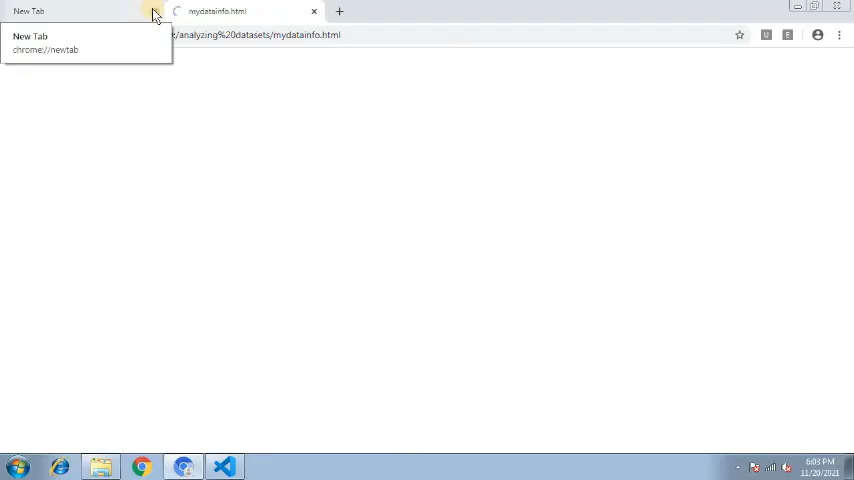 New Tab
mydatainfo.html
New Tab
chrome://newtab
:/analyzing%20datasets/mydatainfo.html
U
E
6:03 PM
11/20/2021